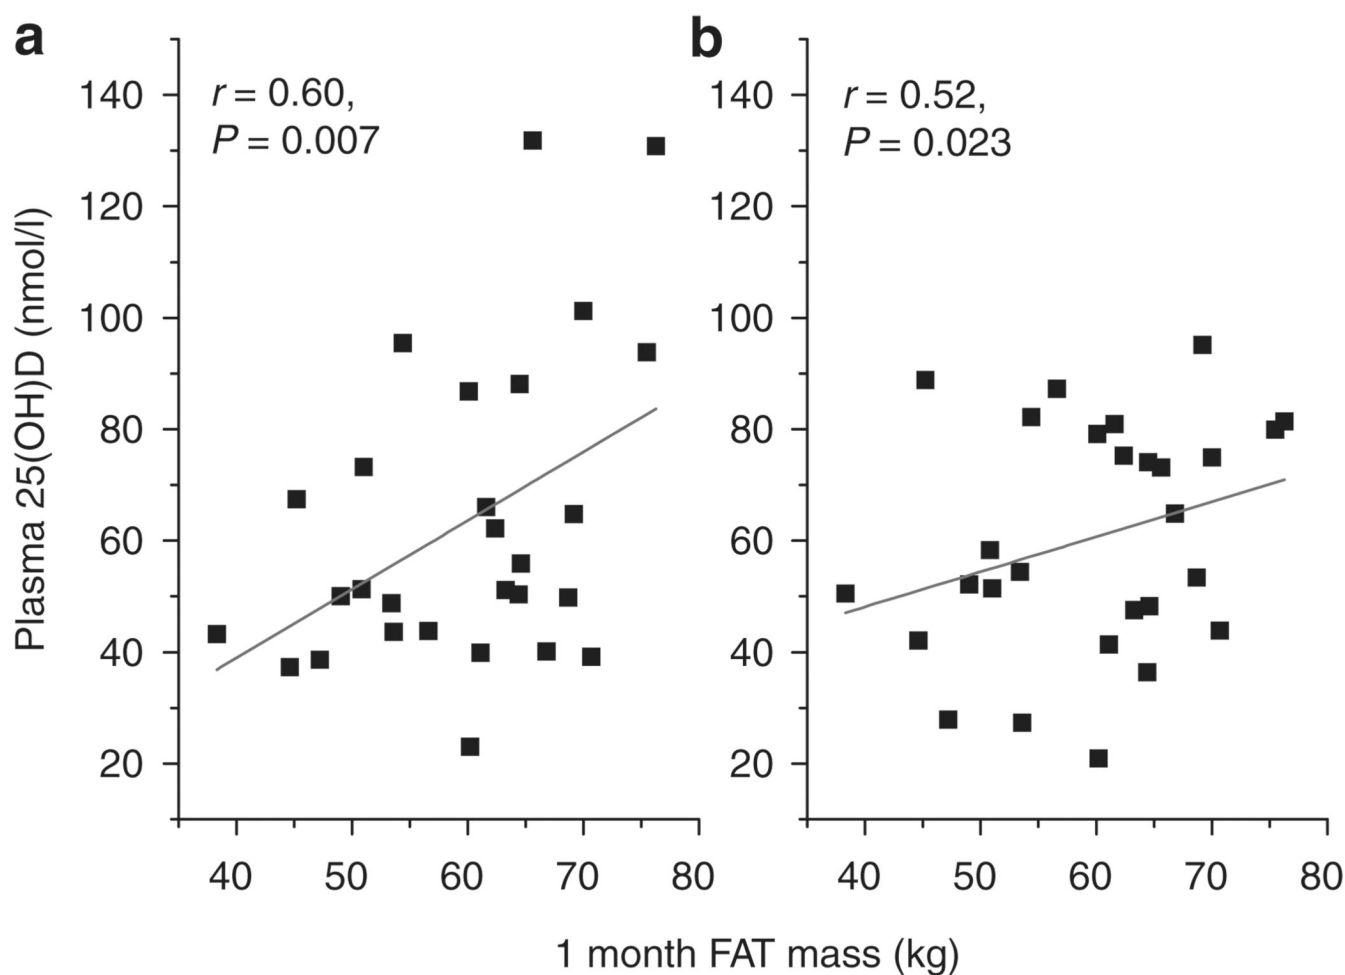 a
r = 0.60,
P = 0.007
140
120
100
80
60
40
20
Plasma 25(OH)D (nmol/l)
40 50 60 70 80
b
r = 0.52,
P = 0.023
140
120
100
80
60
40
20
40 50 60 70 80
1 month FAT mass (kg)